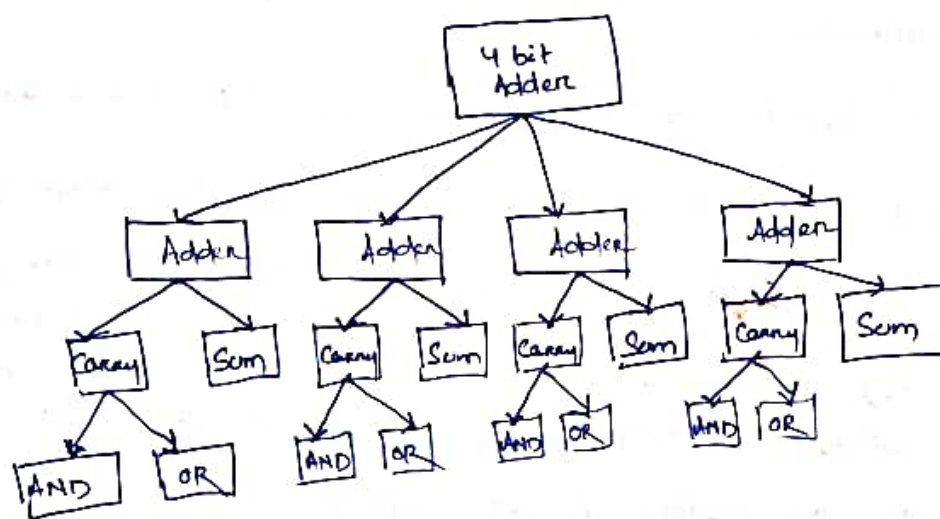 4 bit
Adder
Adder
Adder
Adder
Adder
Carry
Sum
Carry
Sum
Carry
Sum
Carry
Sum
AND
OR
AND
OR
AND
OR
AND
OR